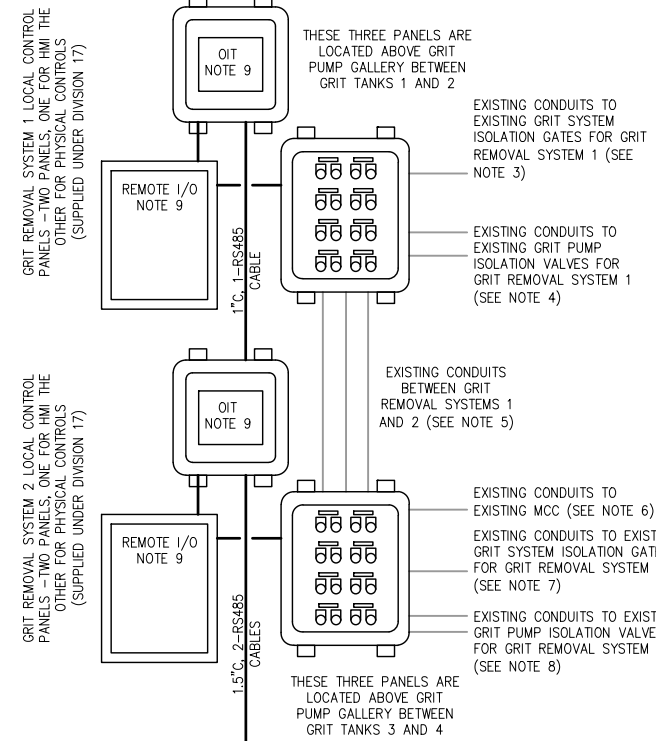 GRIT REMOVAL SYSTEM 1 LOCAL CONTROL
PANELS -TWO PANELS, ONE FOR HMI THE
OTHER FOR PHYSICAL CONTROLS
(SUPPLIED UNDER DIVISION 17)
OIT
NOTE 9
THESE THREE PANELS ARE
LOCATED ABOVE GRIT
PUMP GALLERY BETWEEN
GRIT TANKS 1 AND 2
REMOTE I/O
NOTE 9
1"C, 1-RS485
CABLE
EXISTING CONDUITS TO
EXISTING GRIT SYSTEM
ISOLATION GATES FOR GRIT
REMOVAL SYSTEM 1 (SEE
NOTE 3)
EXISTING CONDUITS TO
EXISTING GRIT PUMP
ISOLATION VALVES FOR
GRIT REMOVAL SYSTEM 1
(SEE NOTE 4)
EXISTING CONDUITS
BETWEEN GRIT
REMOVAL SYSTEMS 1
AND 2 (SEE NOTE 5)
GRIT REMOVAL SYSTEM 2 LOCAL CONTROL
PANELS -TWO PANELS, ONE FOR HMI THE
OTHER FOR PHYSICAL CONTROLS
(SUPPLIED UNDER DIVISION 17)
OIT
NOTE 9
REMOTE I/O
NOTE 9
1.5"C, 2-RS485
CABLES
EXISTING CONDUITS TO
EXISTING MCC (SEE NOTE 6)
EXISTING CONDUITS TO EXIST
GRIT SYSTEM ISOLATION GAT
FOR GRIT REMOVAL SYSTEM
(SEE NOTE 7)
EXISTING CONDUITS TO EXIST
GRIT PUMP ISOLATION VALVE
FOR GRIT REMOVAL SYSTEM
(SEE NOTE 8)
THESE THREE PANELS ARE
LOCATED ABOVE GRIT
PUMP GALLERY BETWEEN
GRIT TANKS 3 AND 4